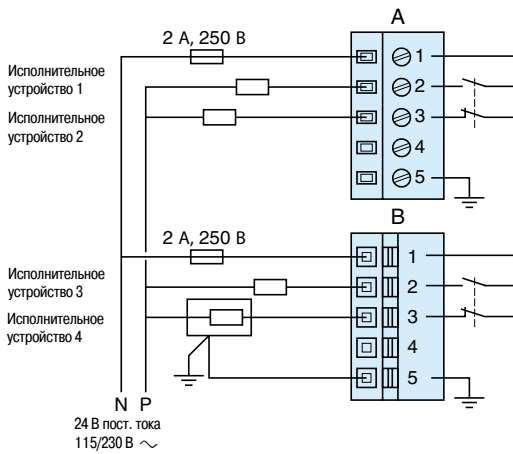 A
2 А, 250 В
1
Исполнительное
устройство 1
2
Исполнительное
устройство 2
3
4
5
B
2 А, 250 В
1
Исполнительное
устройство 3
2
Исполнительное
устройство 4
3
4
5
N P
24 В пост. тока
115/230 В ~